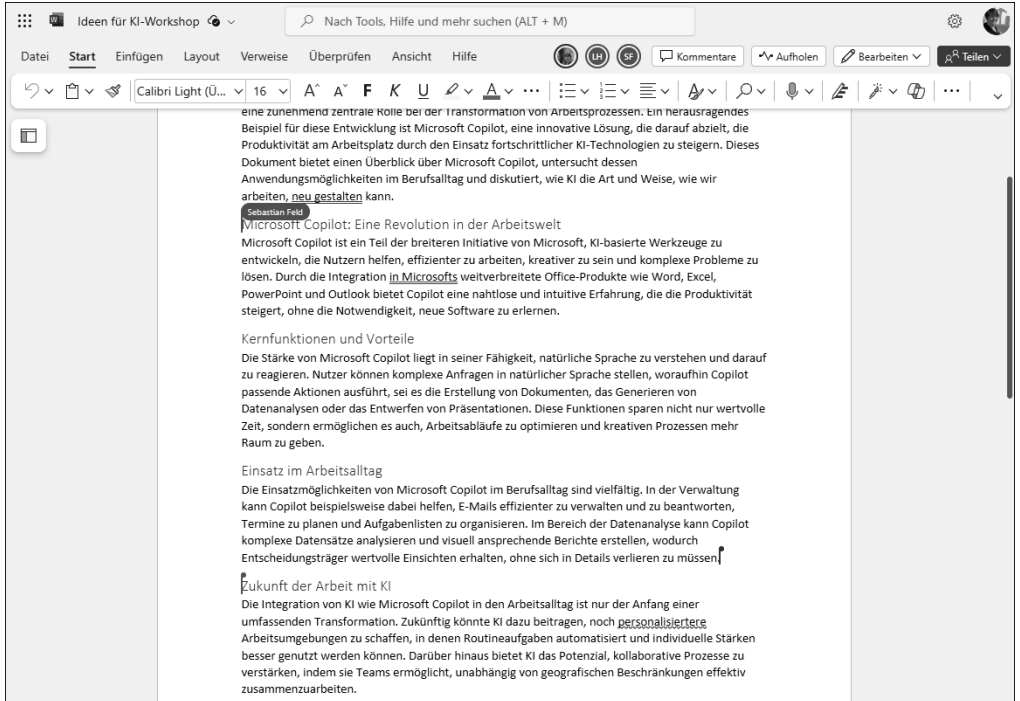 Ideen für KI-Workshop
Nach Tools, Hilfe und mehr suchen (ALT + M)
Datei Start Einfügen Layout Verweise Überprüfen Ansicht Hilfe LH SF Kommentare Aufholen Bearbeiten Teilen
Calibri Light (Ü... 16 A A F K U A
eine zunehmend zentrale Rolle bei der Transformation von Arbeitsprozessen. Ein herausragendes
Beispiel für diese Entwicklung ist Microsoft Copilot, eine innovative Lösung, die darauf abzielt, die
Produktivität am Arbeitsplatz durch den Einsatz fortschrittlicher KI-Technologien zu steigern. Dieses
Dokument bietet einen Überblick über Microsoft Copilot, untersucht dessen
Anwendungsmöglichkeiten im Berufsalltag und diskutiert, wie KI die Art und Weise, wie wir
arbeiten, neu gestalten kann.
Sebastian Feld
Microsoft Copilot: Eine Revolution in der Arbeitswelt
Microsoft Copilot ist ein Teil der breiteren Initiative von Microsoft, KI-basierte Werkzeuge zu
entwickeln, die Nutzern helfen, effizienter zu arbeiten, kreativer zu sein und komplexe Probleme zu
lösen. Durch die Integration in Microsofts weitverbreitete Office-Produkte wie Word, Excel,
PowerPoint und Outlook bietet Copilot eine nahtlose und intuitive Erfahrung, die die Produktivität
steigert, ohne die Notwendigkeit, neue Software zu erlernen.
Kernfunktionen und Vorteile
Die Stärke von Microsoft Copilot liegt in seiner Fähigkeit, natürliche Sprache zu verstehen und darauf
zu reagieren. Nutzer können komplexe Anfragen in natürlicher Sprache stellen, woraufhin Copilot
passende Aktionen ausführt, sei es die Erstellung von Dokumenten, das Generieren von
Datenanalysen oder das Entwerfen von Präsentationen. Diese Funktionen sparen nicht nur wertvolle
Zeit, sondern ermöglichen es auch, Arbeitsabläufe zu optimieren und kreativen Prozessen mehr
Raum zu geben.
Einsatz im Arbeitsalltag
Die Einsatzmöglichkeiten von Microsoft Copilot im Berufsalltag sind vielfältig. In der Verwaltung
kann Copilot beispielsweise dabei helfen, E-Mails effizienter zu verwalten und zu beantworten,
Termine zu planen und Aufgabenlisten zu organisieren. Im Bereich der Datenanalyse kann Copilot
komplexe Datensätze analysieren und visuell ansprechende Berichte erstellen, wodurch
Entscheidungsträger wertvolle Einsichten erhalten, ohne sich in Details verlieren zu müssen.
Zukunft der Arbeit mit KI
Die Integration von KI wie Microsoft Copilot in den Arbeitsalltag ist nur der Anfang einer
umfassenden Transformation. Zukünftig könnte KI dazu beitragen, noch personalisiertere
Arbeitsumgebungen zu schaffen, in denen Routineaufgaben automatisiert und individuelle Stärken
besser genutzt werden können. Darüber hinaus bietet KI das Potenzial, kollaborative Prozesse zu
verstärken, indem sie Teams ermöglicht, unabhängig von geografischen Beschränkungen effektiv
zusammenzuarbeiten.